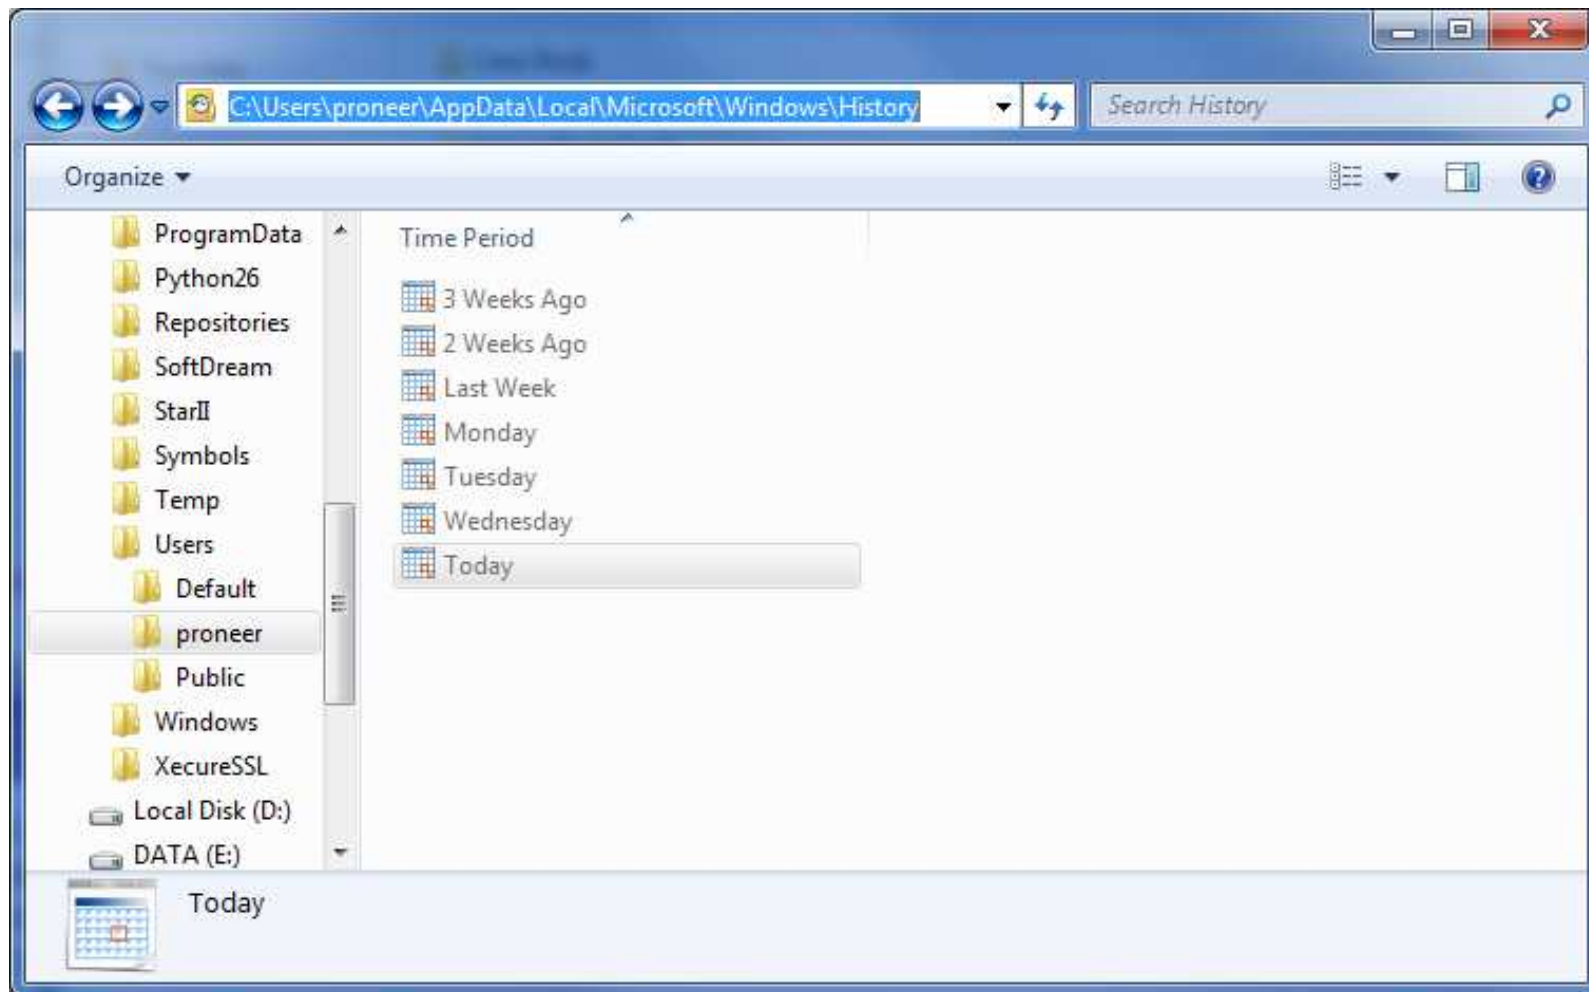 C:\Users\proneer\AppData\Local\Microsoft\Windows\History
Search History
Organize
ProgramData
Python26
Repositories
SoftDream
StarII
Symbols
Temp
Users
Default
proneer
Public
Windows
XecureSSL
Local Disk (D:)
DATA (E:)
Time Period
3 Weeks Ago
2 Weeks Ago
Last Week
Monday
Tuesday
Wednesday
Today
Today